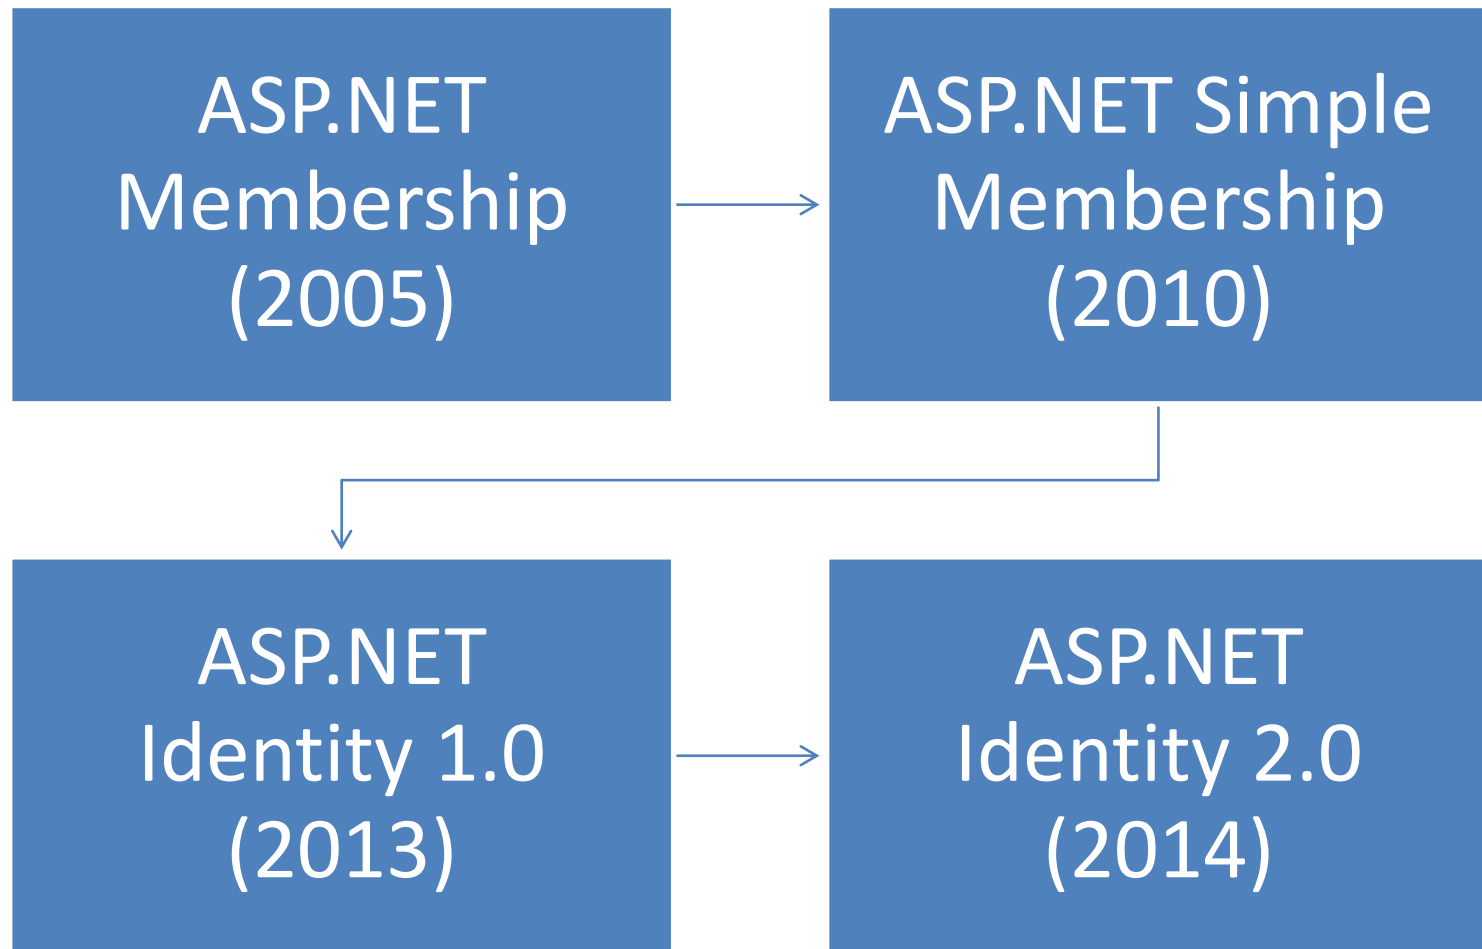 ASP.NET
Membership
(2005)
ASP.NET Simple
Membership
(2010)
ASP.NET
Identity 1.0
(2013)
ASP.NET
Identity 2.0
(2014)